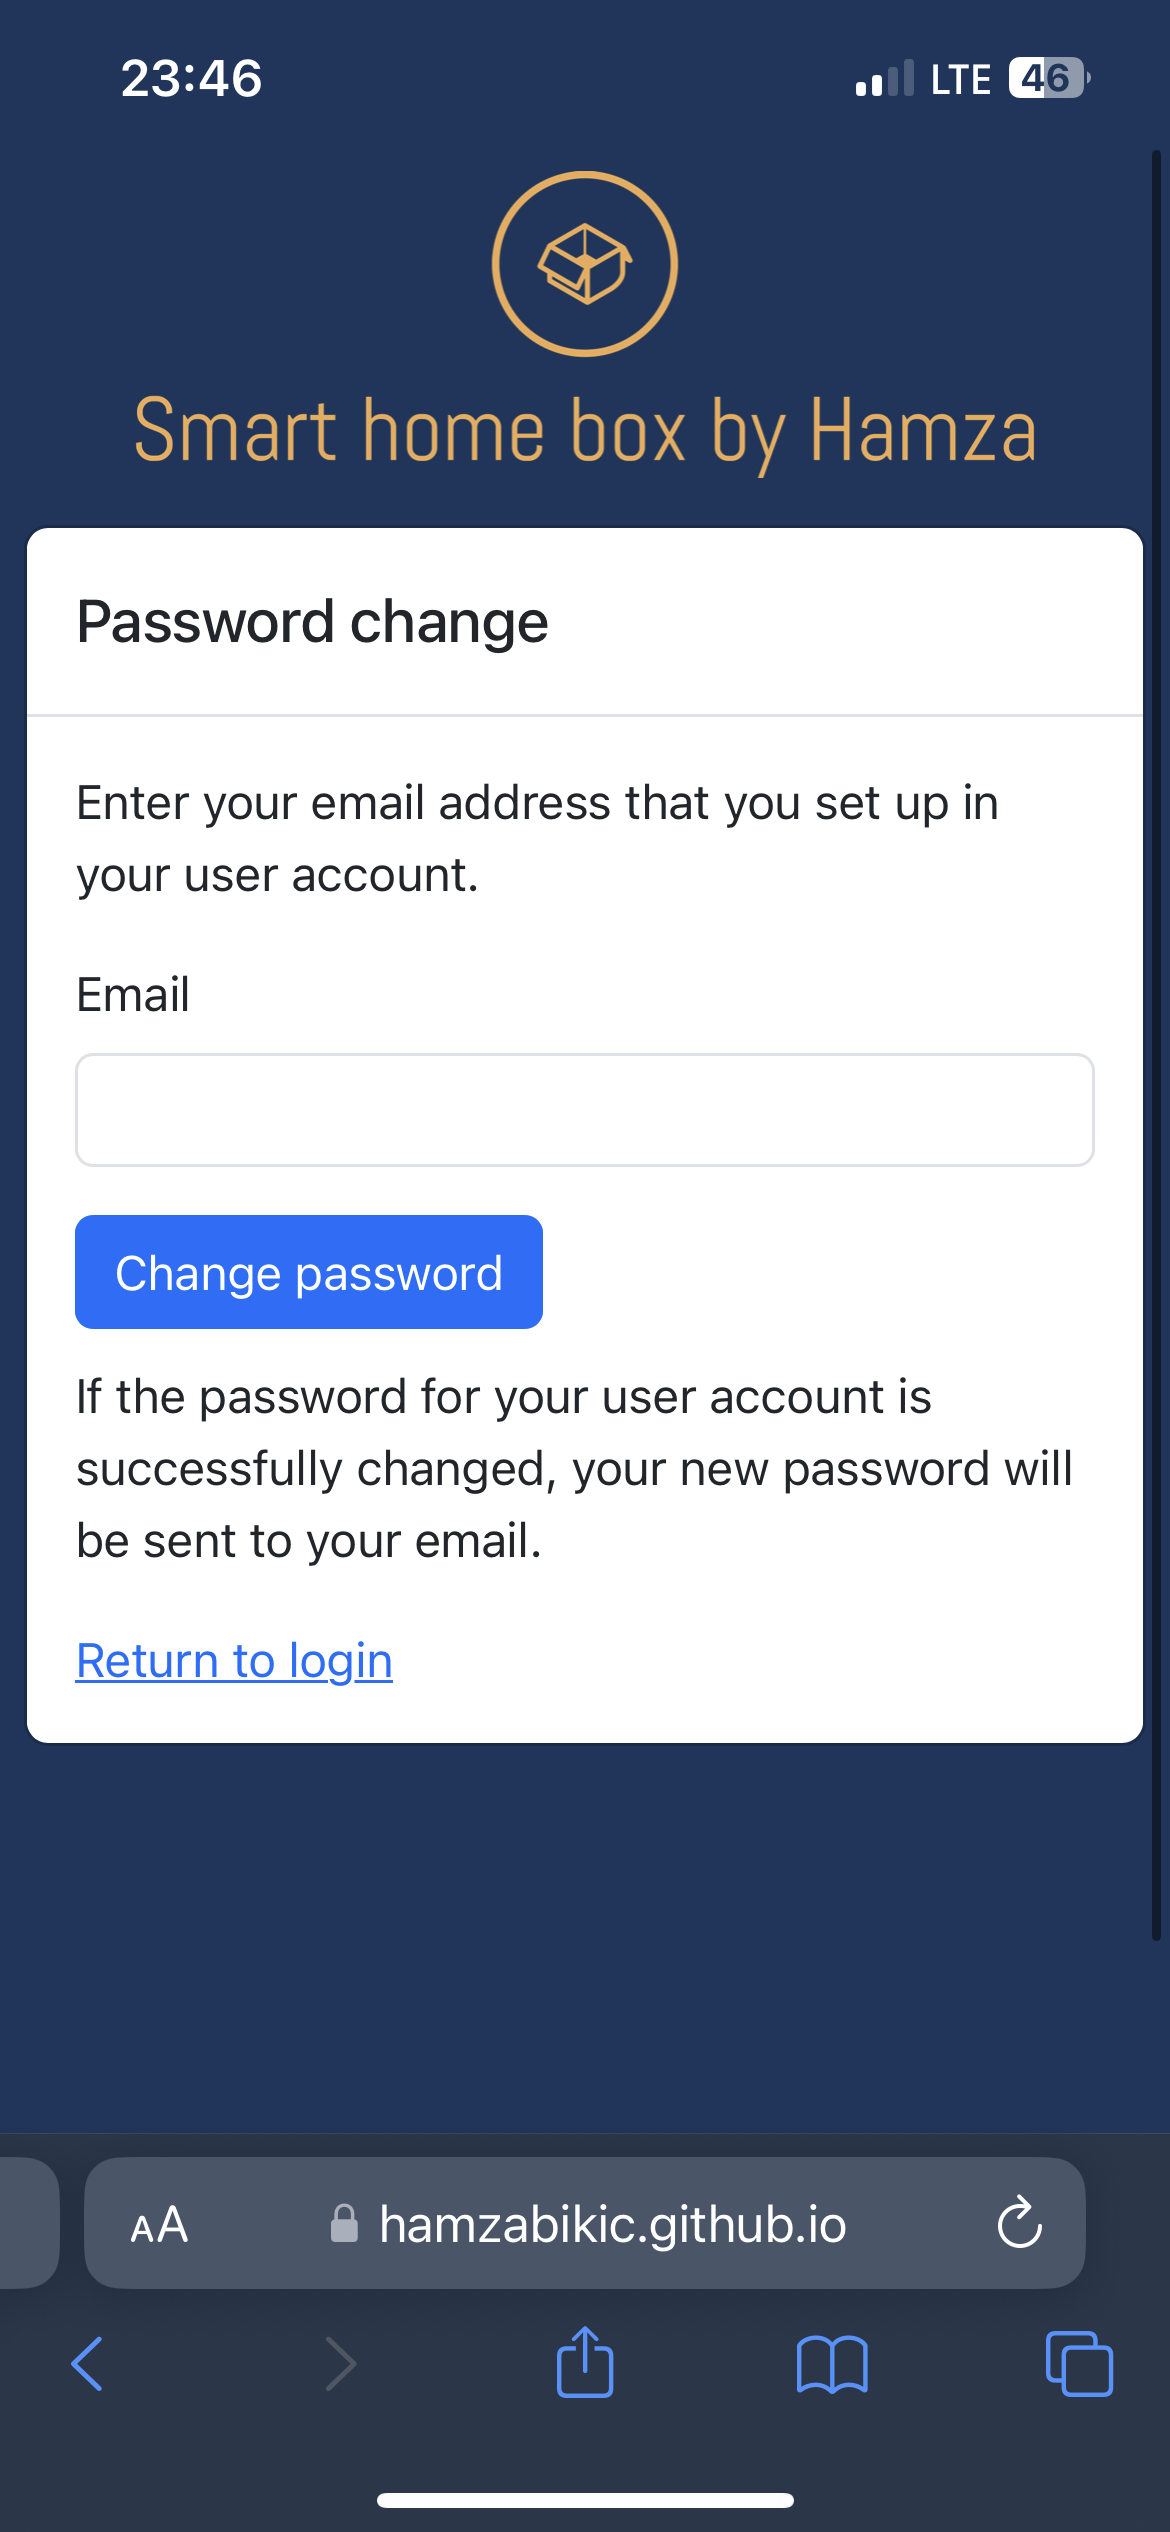 23:46
LTE 46
Smart home box by Hamza
Password change
Enter your email address that you set up in
your user account.
Email
Change password
If the password for your user account is
successfully changed, your new password will
be sent to your email.
Return to login
AA hamzabikic.github.io